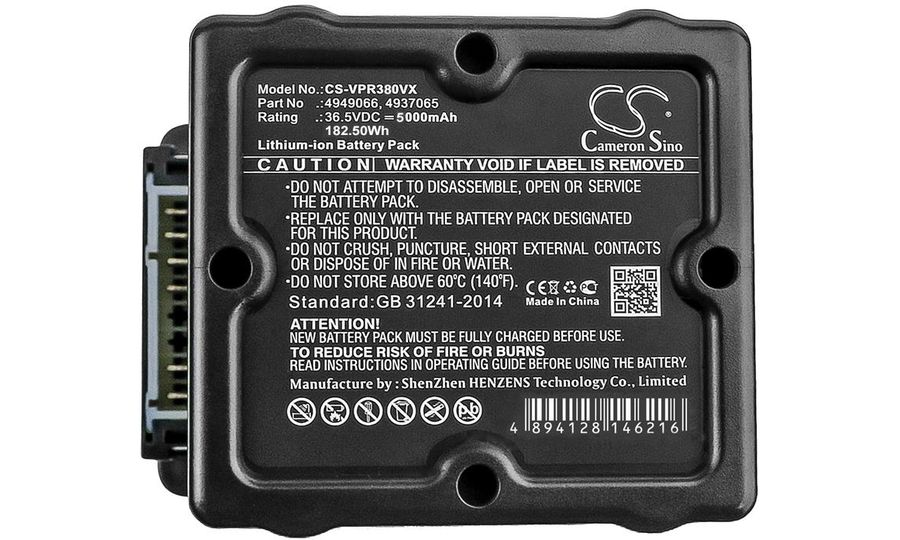 Model No.:CS-VPR380VX
Part No .:4949066, 4937065
Rating :36.5VDC ⎓ 5000mAh
182.50Wh
Lithium-ion Battery Pack
CS
Cameron Sino
CAUTION WARRANTY VOID IF LABEL IS REMOVED
•DO NOT ATTEMPT TO DISASSEMBLE, OPEN OR SERVICE
THE BATTERY PACK.
•REPLACE ONLY WITH THE BATTERY PACK DESIGNATED
FOR THIS PRODUCT.
•DO NOT CRUSH, PUNCTURE, SHORT EXTERNAL CONTACTS
OR DISPOSE OF IN FIRE OR WATER.
•DO NOT STORE ABOVE 60°C (140°F).
CE
Made In China
Standard:GB 31241-2014
ATTENTION!
NEW BATTERY PACK MUST BE FULLY CHARGED BEFORE USE.
TO REDUCE RISK OF FIRE OR BURNS
READ INSTRUCTIONS IN OPERATING GUIDE BEFORE USING THE BATTERY.
Manufacture by : ShenZhen HENZENS Technology Co., Limited
Pb
4 894128 146216